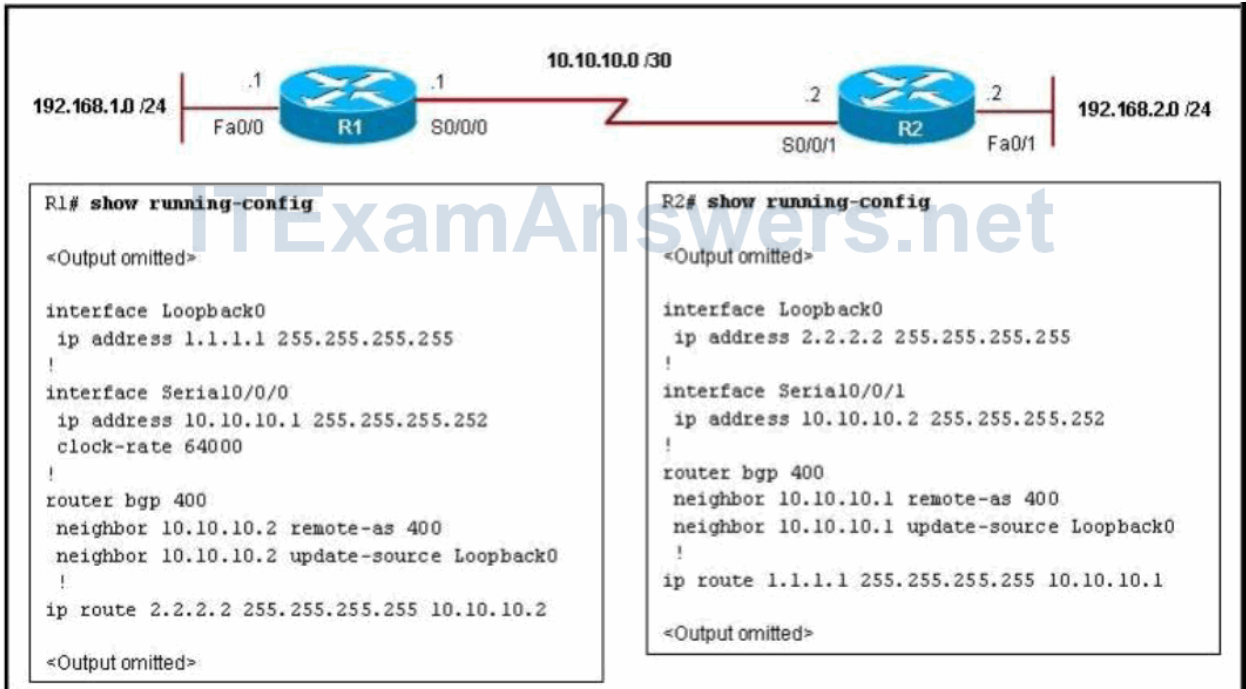 10.10.10.0 /30
.1
.1
.2
.2
192.168.1.0 /24
192.168.2.0 /24
Fa0/0
R1
S0/0/0
S0/0/1
R2
Fa0/1
ITExamAnswers.net
R1# show running-config
<Output omitted>
interface Loopback0
ip address 1.1.1.1 255.255.255.255
!
interface Serial0/0/0
ip address 10.10.10.1 255.255.255.252
clock-rate 64000
!
router bgp 400
neighbor 10.10.10.2 remote-as 400
neighbor 10.10.10.2 update-source Loopback0
!
ip route 2.2.2.2 255.255.255.255 10.10.10.2
<Output omitted>
R2# show running-config
<Output omitted>
interface Loopback0
ip address 2.2.2.2 255.255.255.255
!
interface Serial0/0/1
ip address 10.10.10.2 255.255.255.252
!
router bgp 400
neighbor 10.10.10.1 remote-as 400
neighbor 10.10.10.1 update-source Loopback0
!
ip route 1.1.1.1 255.255.255.255 10.10.10.1
<Output omitted>